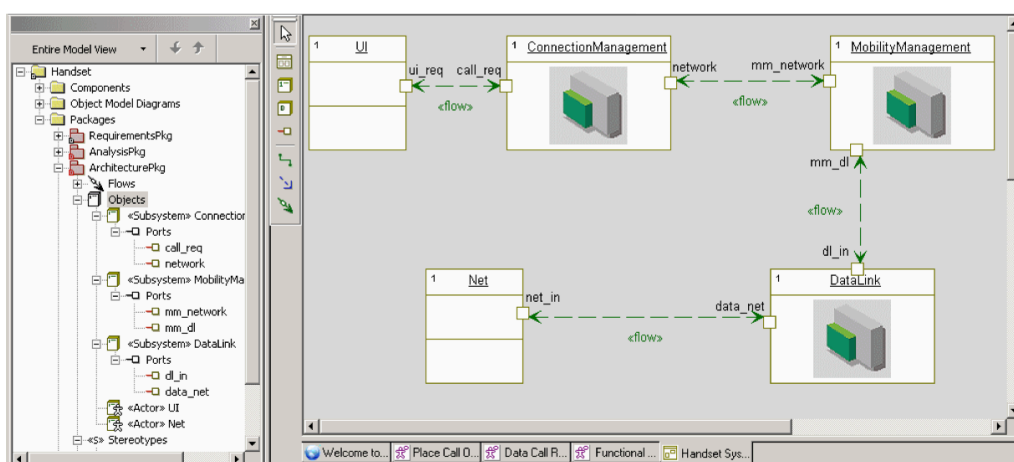 Entire Model View
Handset
Components
Object Model Diagrams
Packages
RequirementsPkg
AnalysisPkg
ArchitecturePkg
Flows
Objects
«Subsystem» Connection
Ports
call_req
network
«Subsystem» MobilityMa
Ports
mm_network
mm_dl
«Subsystem» DataLink
Ports
dl_in
data_net
«Actor» UI
«Actor» Net
«S» Stereotypes
1 UI
1 ConnectionManagement
1 MobilityManagement
ui_req call_req
network mm_network
«flow»
«flow»
mm_dl
«flow»
dl_in
1 Net
1 DataLink
net_in
data_net
«flow»
Welcome to... Place Call O... Data Call R... Functional ... Handset Sys...